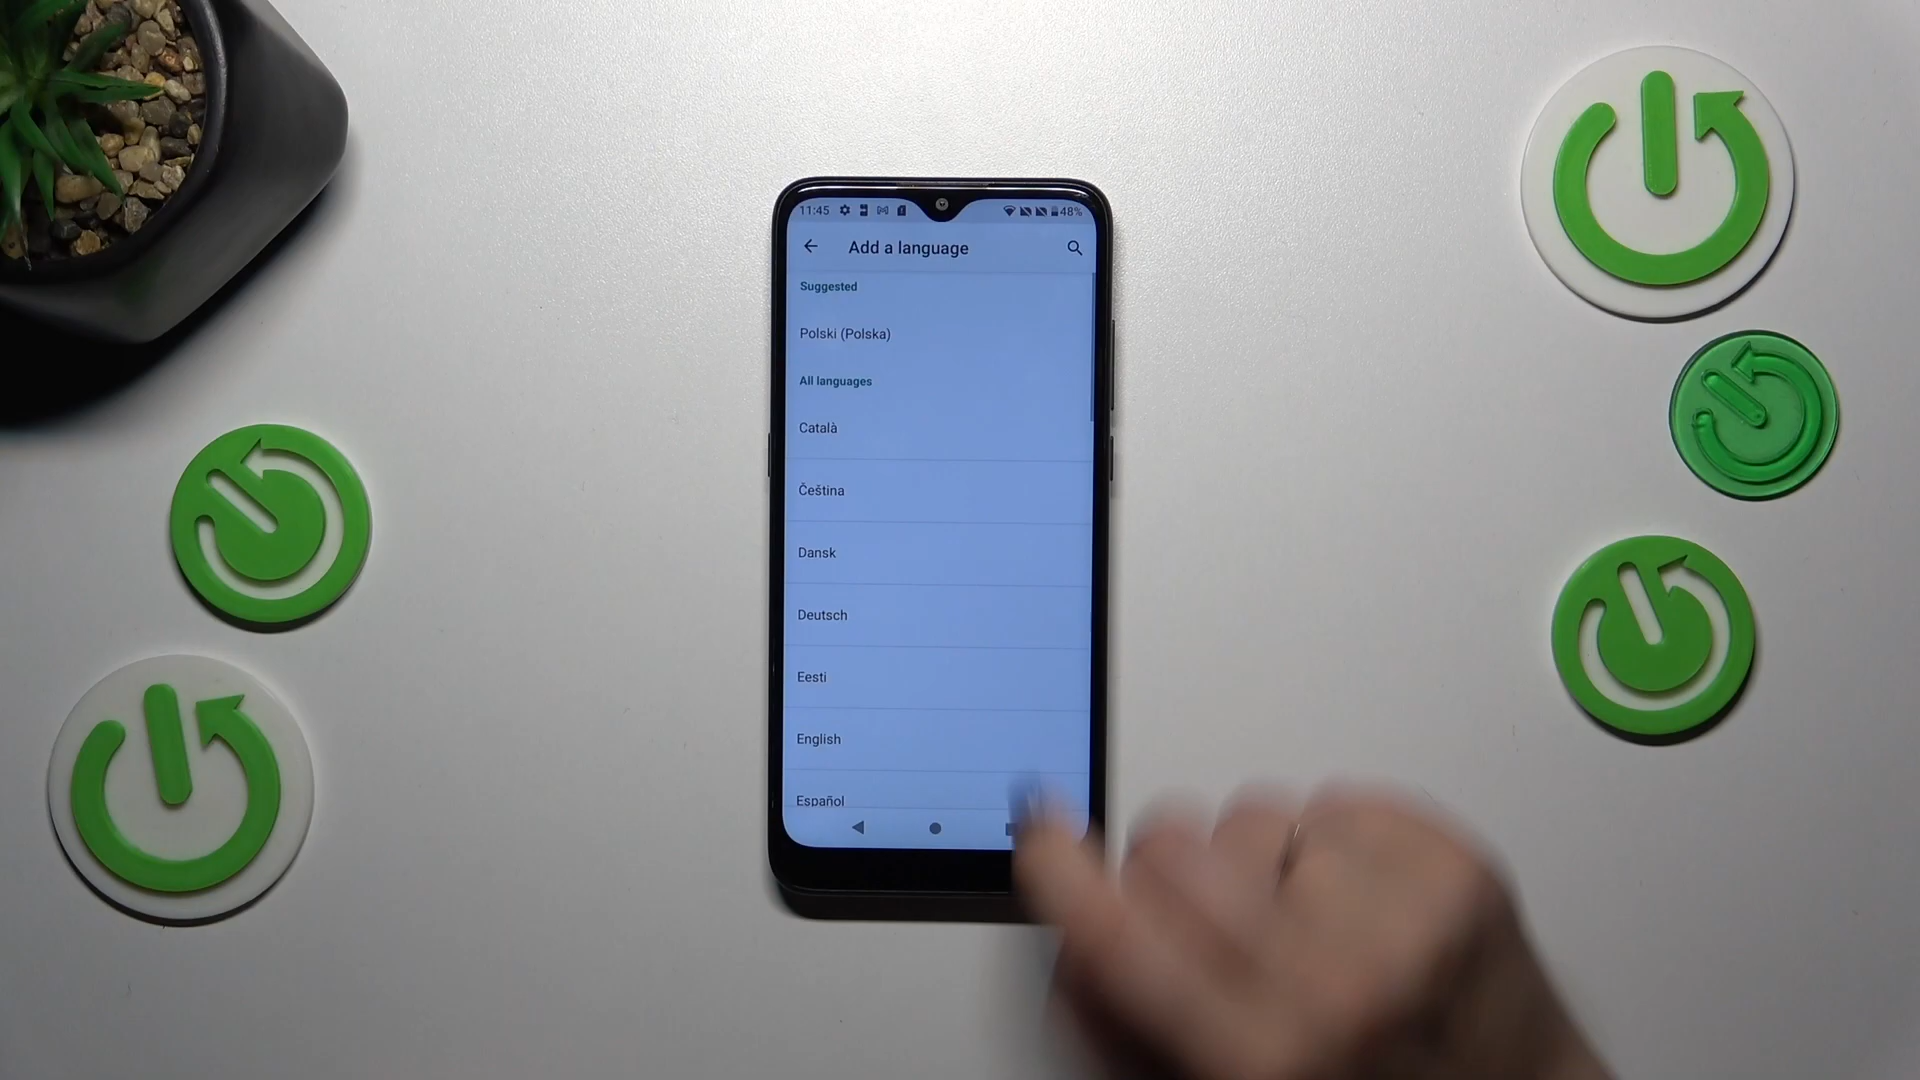 11:45 48%
Add a language
Suggested
Polski (Polska)
All languages
Català
Čeština
Dansk
Deutsch
Eesti
English
Español